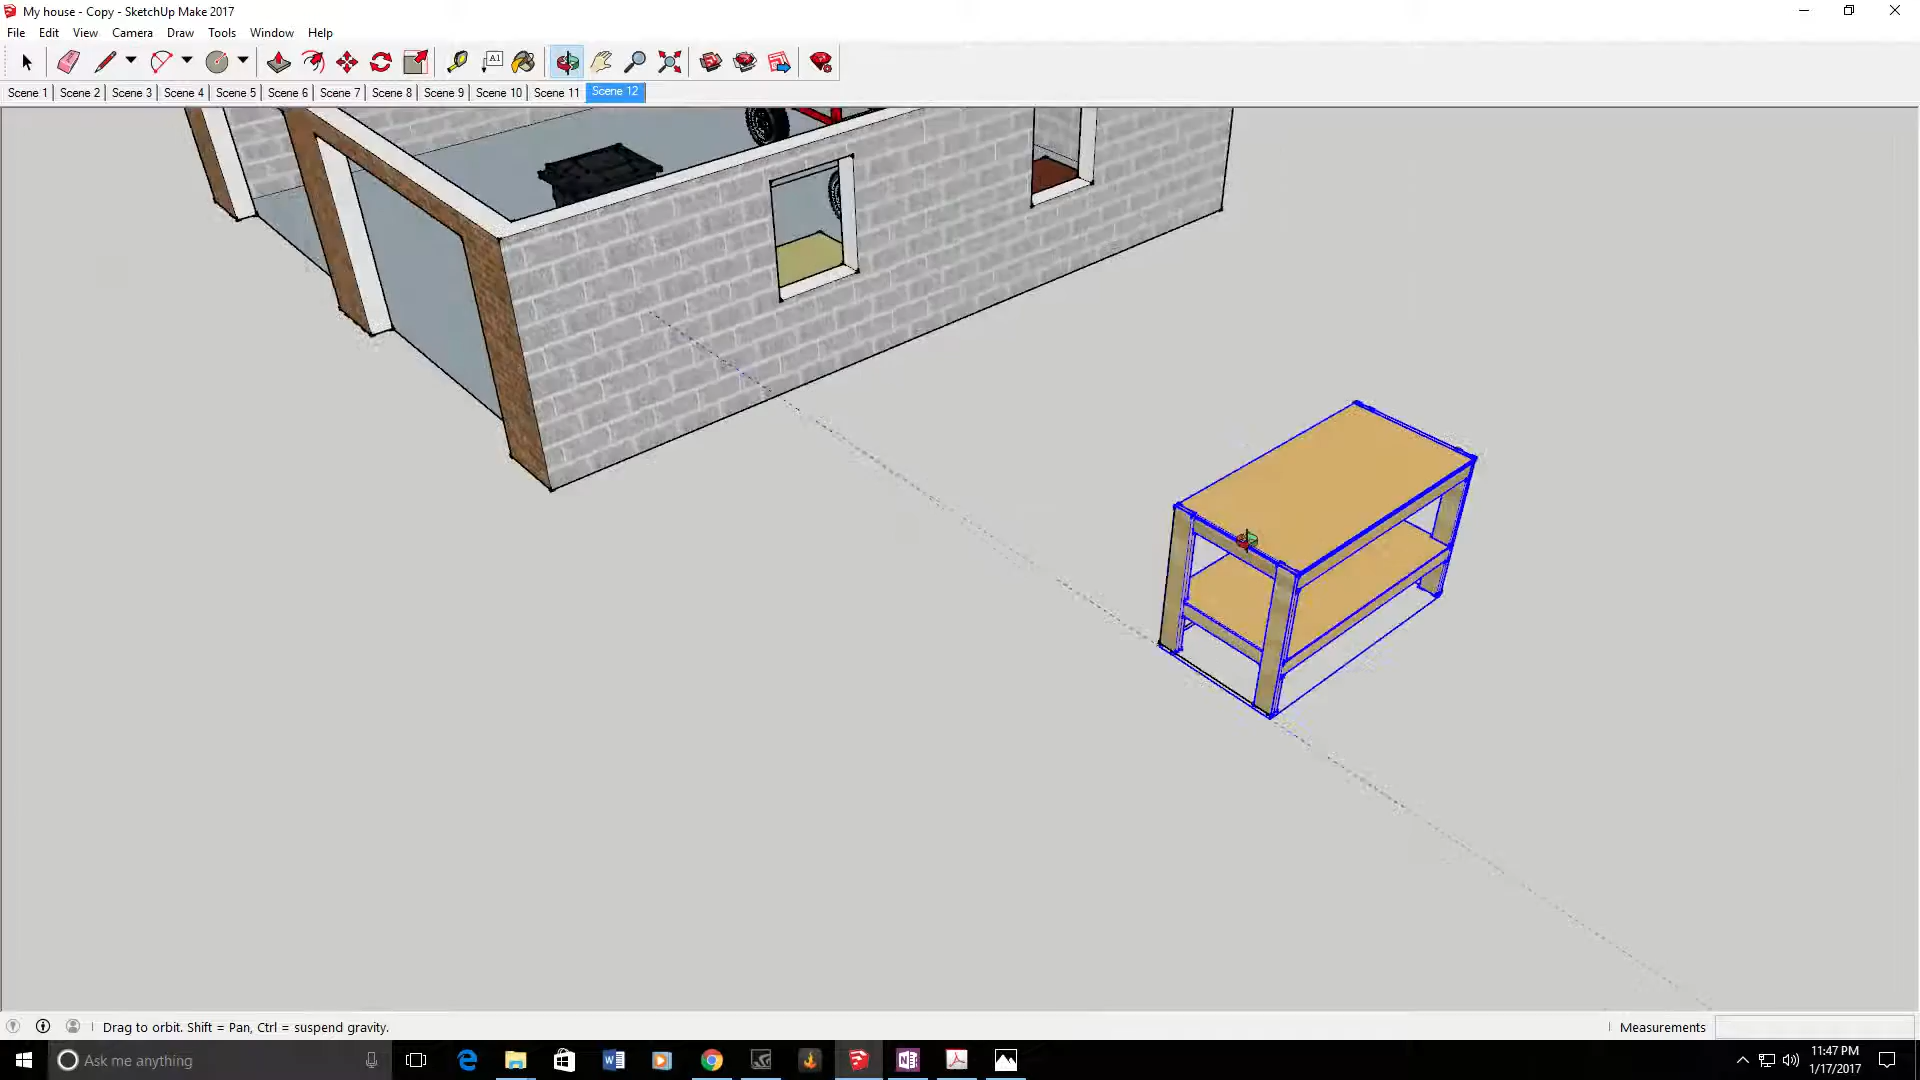 My house - Copy - SketchUp Make 2017
File Edit View Camera Draw Tools Window Help
A1
Scene 1 Scene 2 Scene 3 Scene 4 Scene 5 Scene 6 Scene 7 Scene 8 Scene 9 Scene 10 Scene 11 Scene 12
Drag to orbit. Shift = Pan, Ctrl = suspend gravity.
Measurements
Ask me anything
11:47 PM
1/17/2017